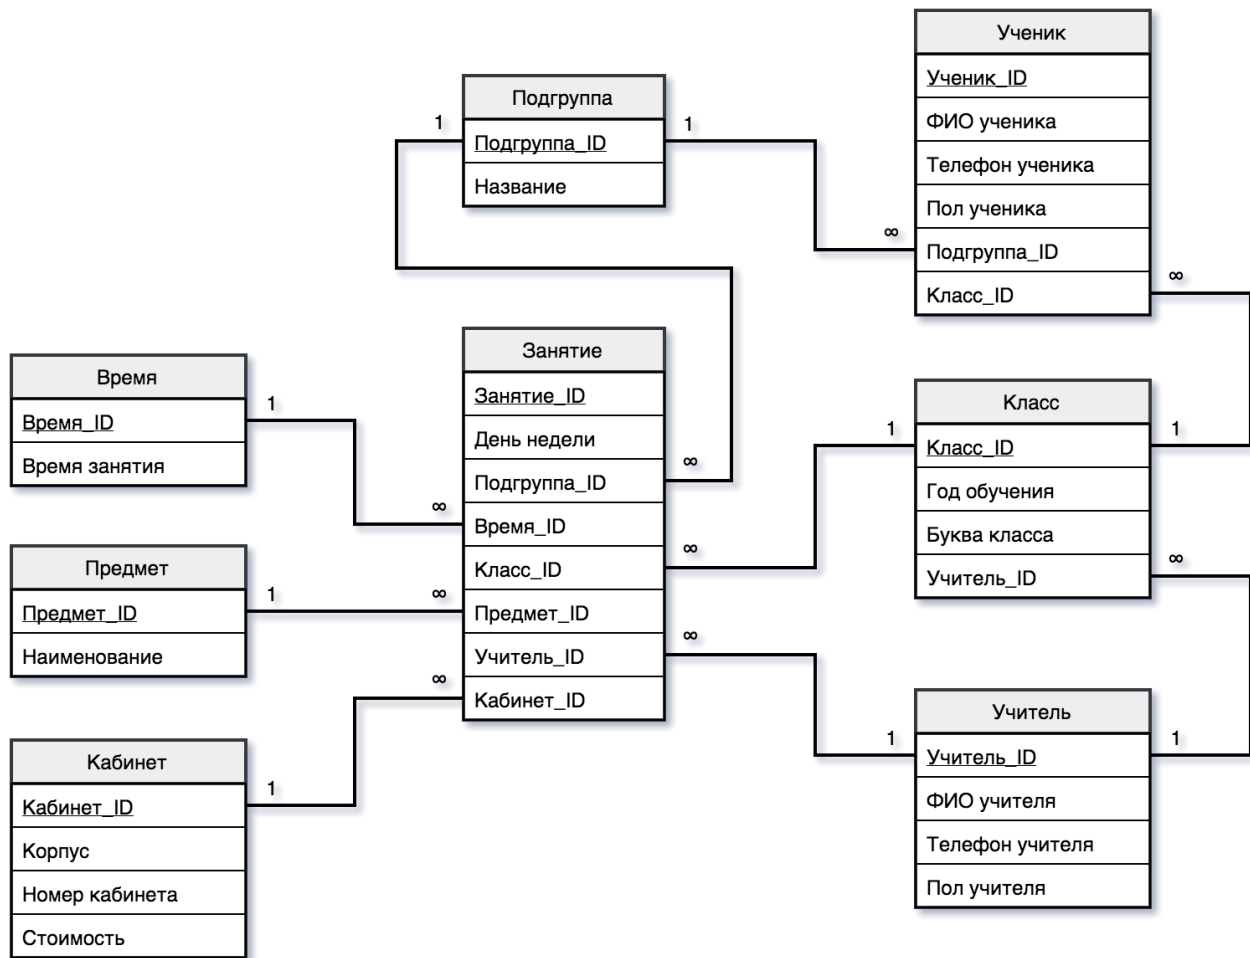 Ученик
Ученик_ID
ФИО ученика
Телефон ученика
Пол ученика
Подгруппа_ID
Класс_ID
∞
∞
Подгруппа
Подгруппа_ID
Название
1
1
Время
Время_ID
Время занятия
1
∞
Занятие
Занятие_ID
День недели
Подгруппа_ID
Время_ID
Класс_ID
Предмет_ID
Учитель_ID
Кабинет_ID
∞
∞
∞
Класс
Класс_ID
Год обучения
Буква класса
Учитель_ID
1
1
∞
Предмет
Предмет_ID
Наименование
1
∞
Кабинет
Кабинет_ID
Корпус
Номер кабинета
Стоимость
1
∞
Учитель
Учитель_ID
ФИО учителя
Телефон учителя
Пол учителя
1
1